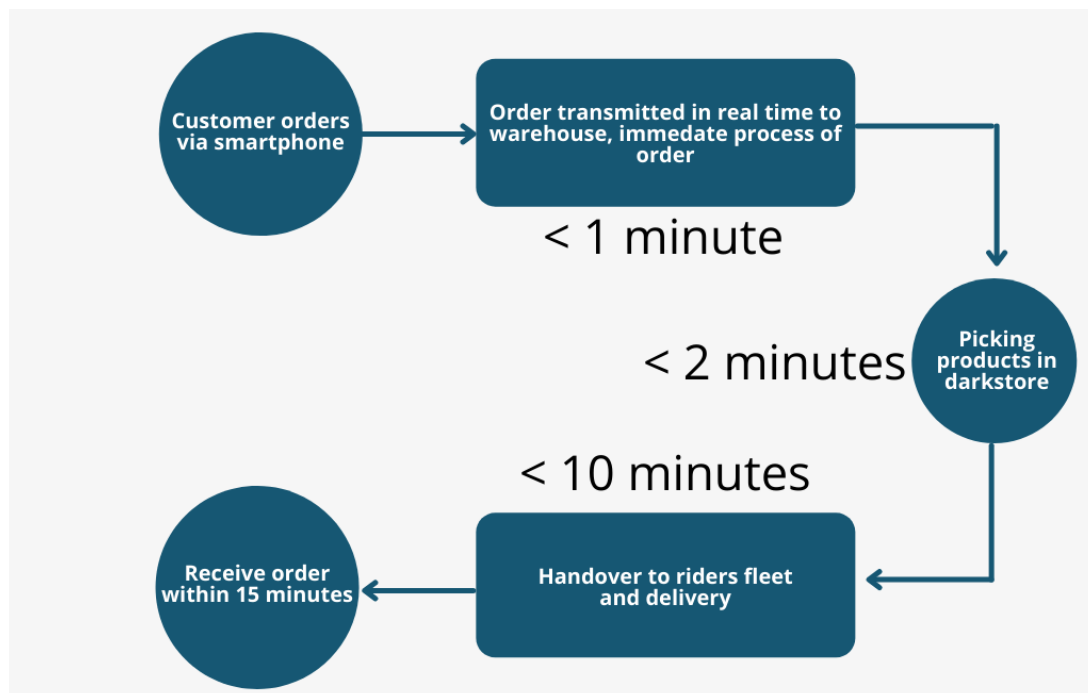 Customer orders
via smartphone
Order transmitted in real time to
warehouse, immedate process of
order
< 1 minute
Picking
products in
darkstore
< 2 minutes
< 10 minutes
Handover to riders fleet
and delivery
Receive order
within 15 minutes